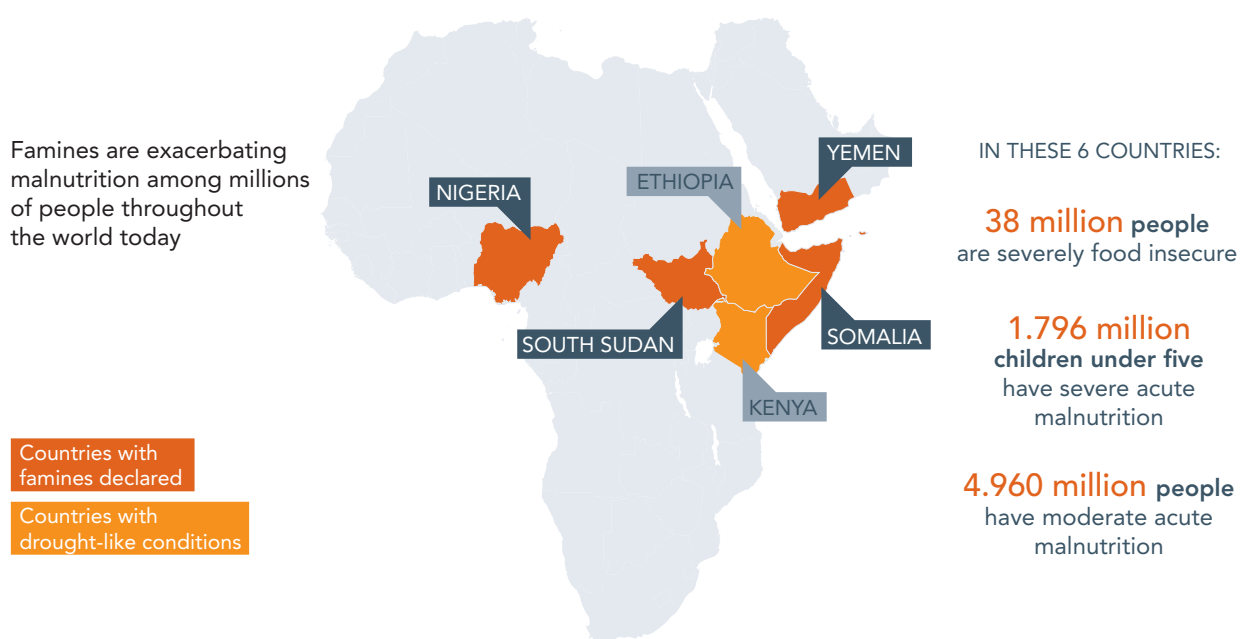 Famines are exacerbating
malnutrition among millions
of people throughout
the world today
NIGERIA
ETHIOPIA
YEMEN
SOUTH SUDAN
SOMALIA
KENYA
Countries with
famines declared
Countries with
drought-like conditions
IN THESE 6 COUNTRIES:
38 million people
are severely food insecure
1.796 million
children under five
have severe acute
malnutrition
4.960 million people
have moderate acute
malnutrition